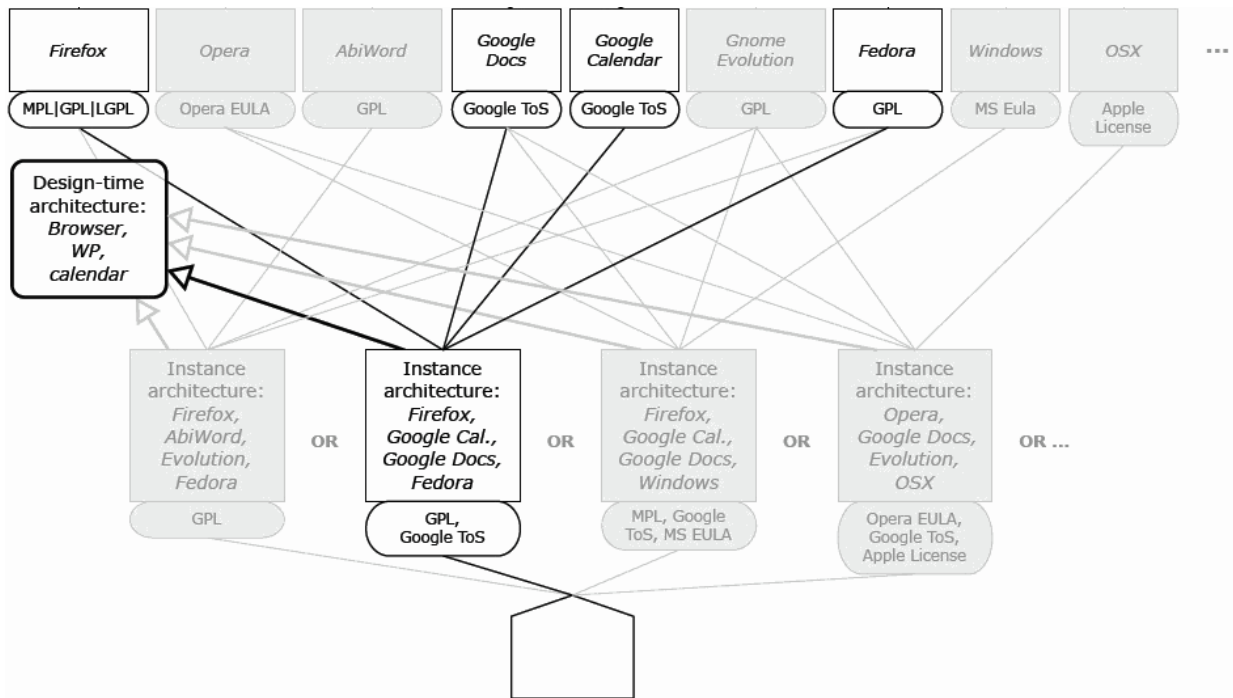 Firefox
Opera
AbiWord
Google
Docs
Google
Calendar
Gnome
Evolution
Fedora
Windows
OSX
...
MPL|GPL|LGPL
Opera EULA
GPL
Google ToS
Google ToS
GPL
GPL
MS Eula
Apple
License
Design-time
architecture:
Browser,
WP,
calendar
Instance
architecture:
Firefox,
AbiWord,
Evolution,
Fedora
GPL
OR
Instance
architecture:
Firefox,
Google Cal.,
Google Docs,
Fedora
GPL,
Google ToS
OR
Instance
architecture:
Firefox,
Google Cal.,
Google Docs,
Windows
MPL, Google
ToS, MS EULA
OR
Instance
architecture:
Opera,
Google Docs,
Evolution,
OSX
Opera EULA,
Google ToS,
Apple License
OR ...